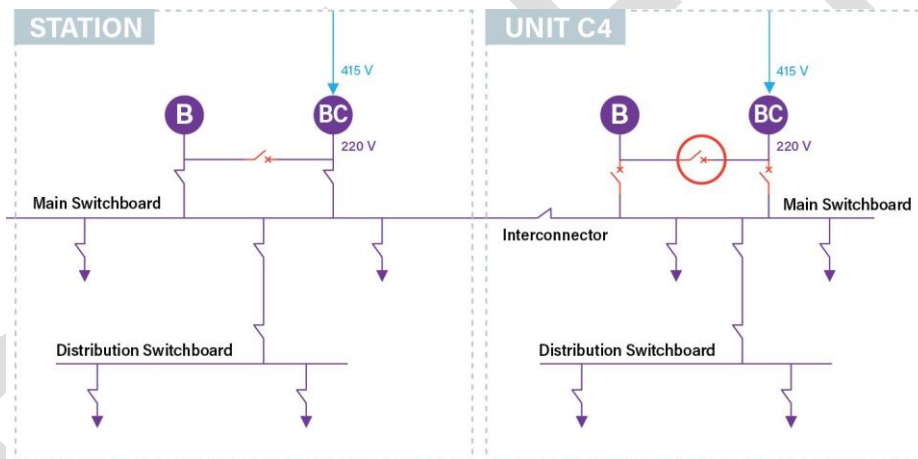 STATION
UNIT C4
415 V
415 V
B
BC
B
BC
220 V
220 V
Main Switchboard
Main Switchboard
Interconnector
Distribution Switchboard
Distribution Switchboard